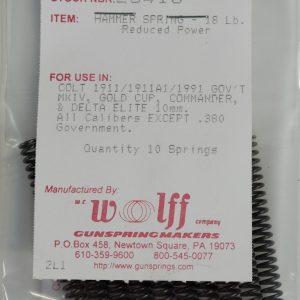 STOCK NBR:
ITEM: HAMMER SPRING - 18 Lb.
Reduced Power
FOR USE IN:
COLT 1911/1911A1/1991 GOV'T
MKIV, GOLD CUP, COMMANDER,
& DELTA ELITE 10mm.
All Calibers EXCEPT .380
Government.
Quantity 10 Springs
Manufactured By:
W.C.
Wolff
company
GUNSPRINGMAKERS
P.O.Box 458, Newtown Square, PA 19073
610-359-9600 800-545-0077
http://www.gunsprings.com
2L1